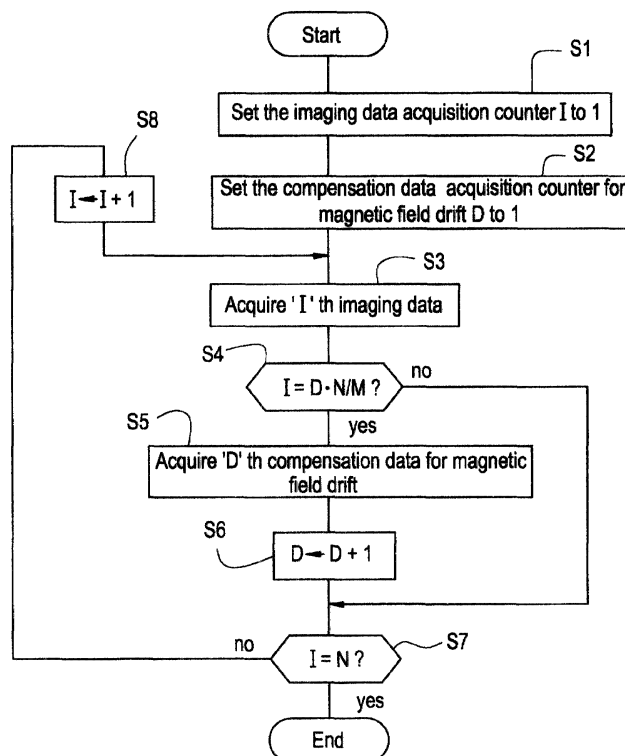 Start
S1
Set the imaging data acquisition counter I to 1
S8
S2
I ← I + 1
Set the compensation data acquisition counter for
magnetic field drift D to 1
S3
Acquire 'I' th imaging data
S4
I = D · N/M ?
no
yes
S5
Acquire 'D' th compensation data for magnetic
field drift
S6
D ← D + 1
no
I = N ?
S7
yes
End